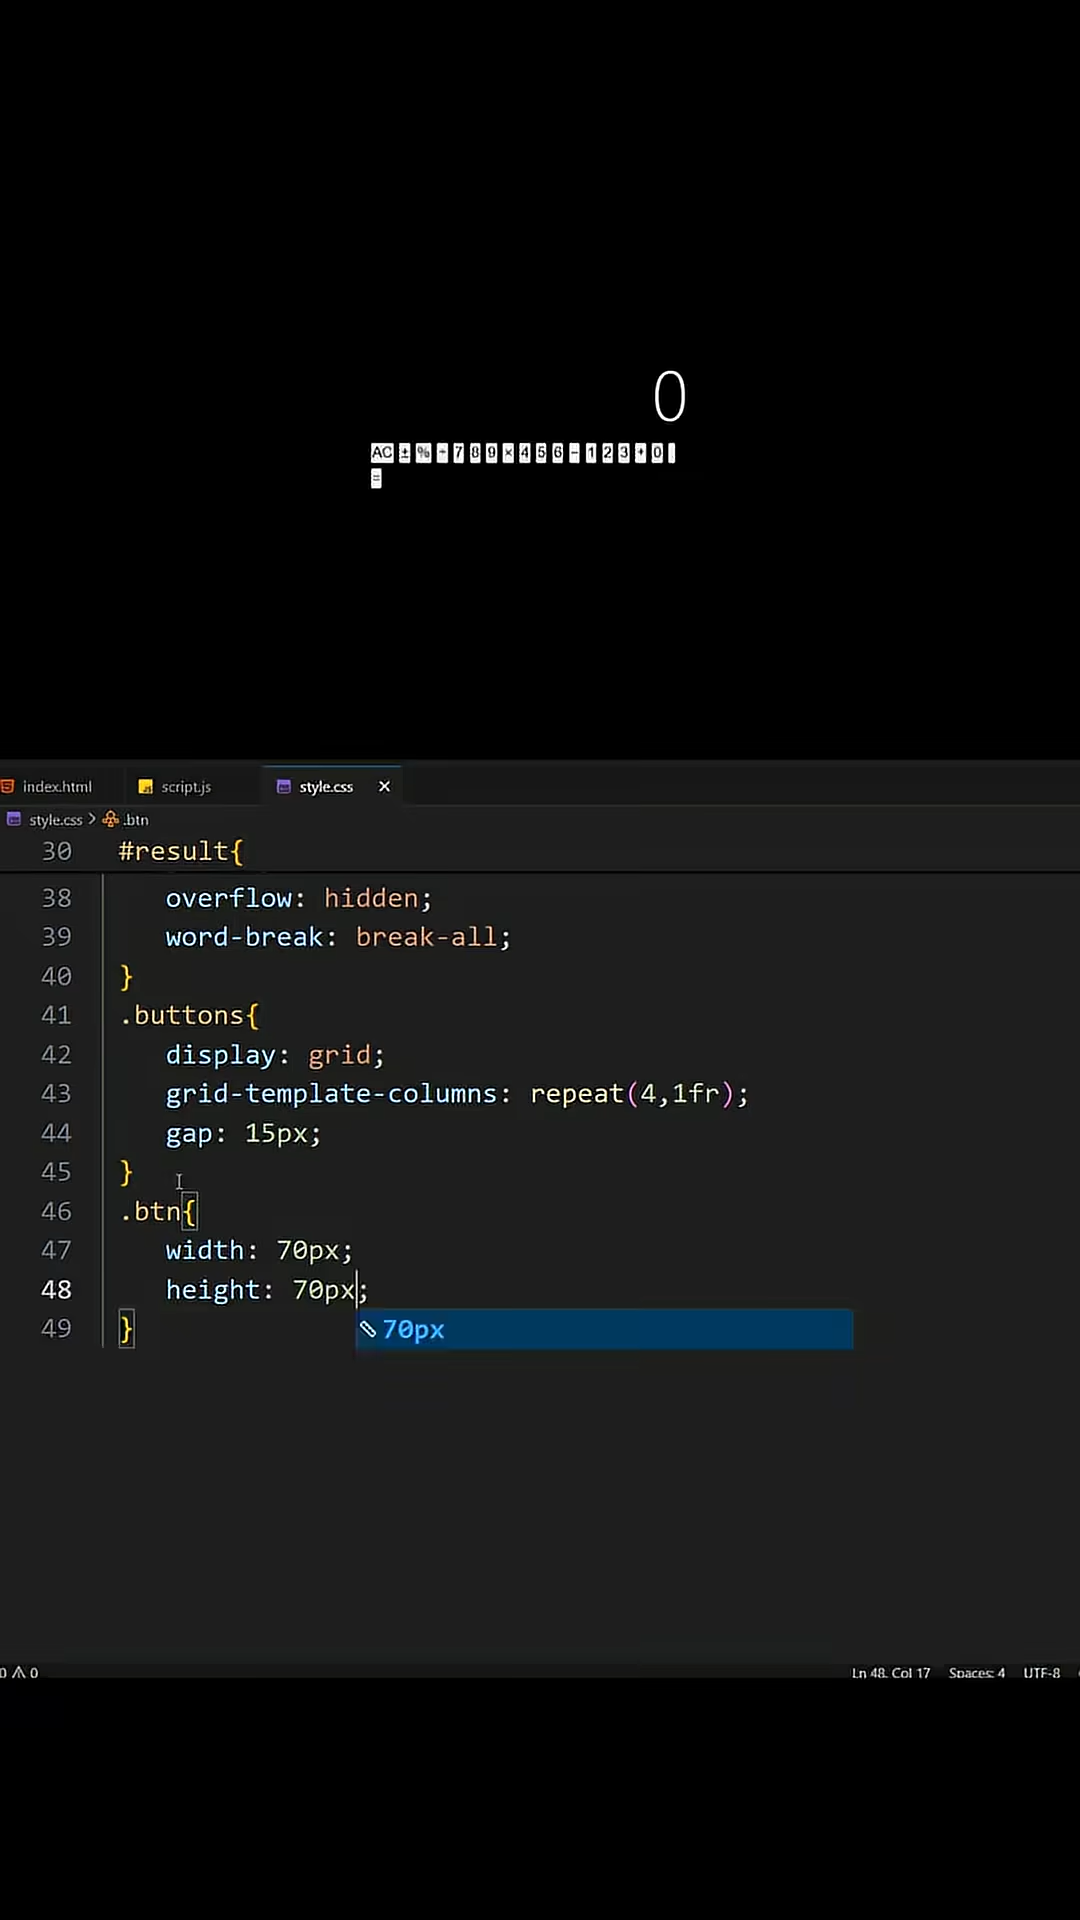 0
AC ± % ÷ 7 8 9 × 4 5 6 − 1 2 3 + 0
=
index.html script.js style.css ×
style.css > .btn
30 #result{
38 overflow: hidden;
39 word-break: break-all;
40 }
41 .buttons{
42 display: grid;
43 grid-template-columns: repeat(4,1fr);
44 gap: 15px;
45 }
46 .btn{
47 width: 70px;
48 height: 70px;
49 }
70px
0 0 Ln 48, Col 17 Spaces: 4 UTF-8